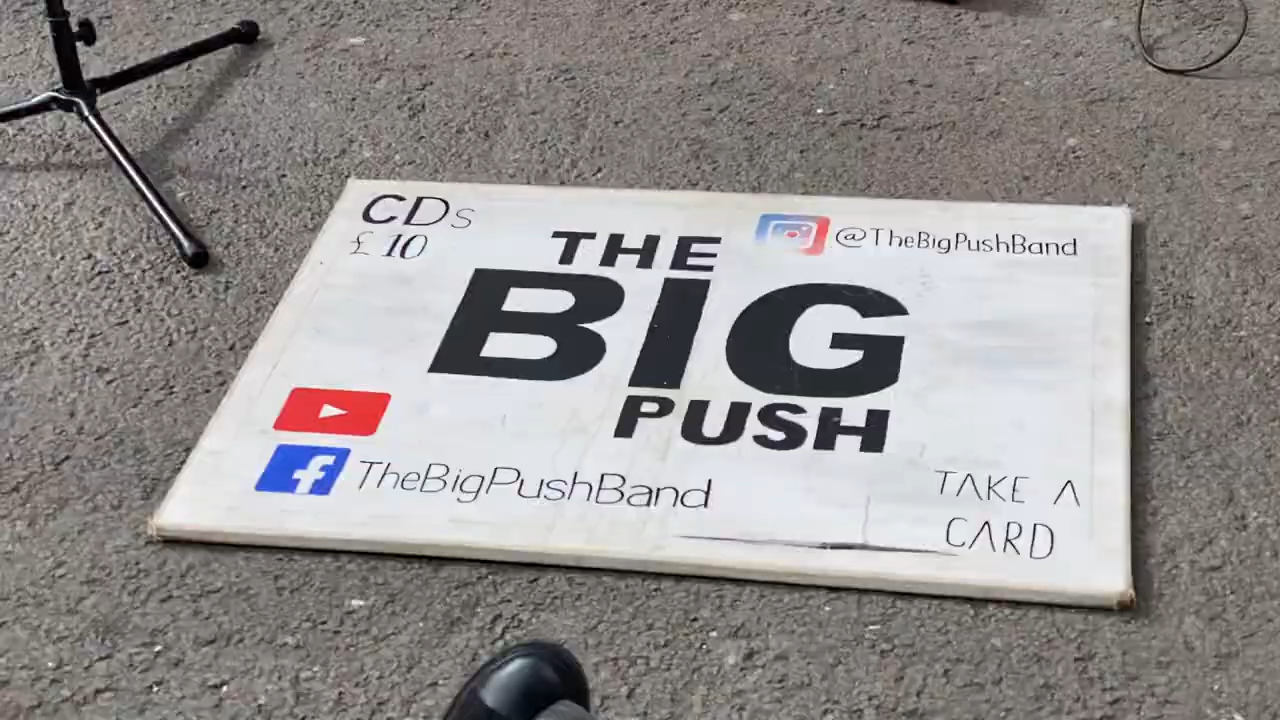 CDs
£10
THE
BIG
PUSH
@TheBigPushBand
TheBigPushBand
TAKE A
CARD